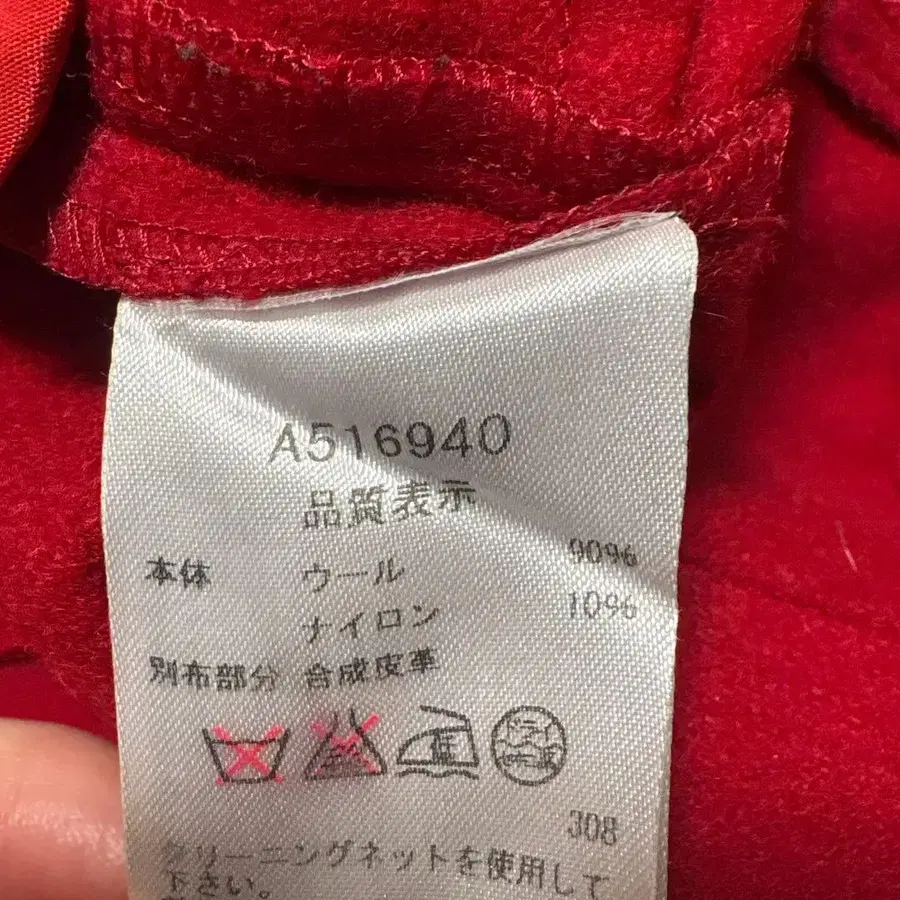 A516940
品質表示
本体 ウール 90%
ナイロン 10%
別布部分 合成皮革
低
308
クリーニングネットを使用して
下さい。